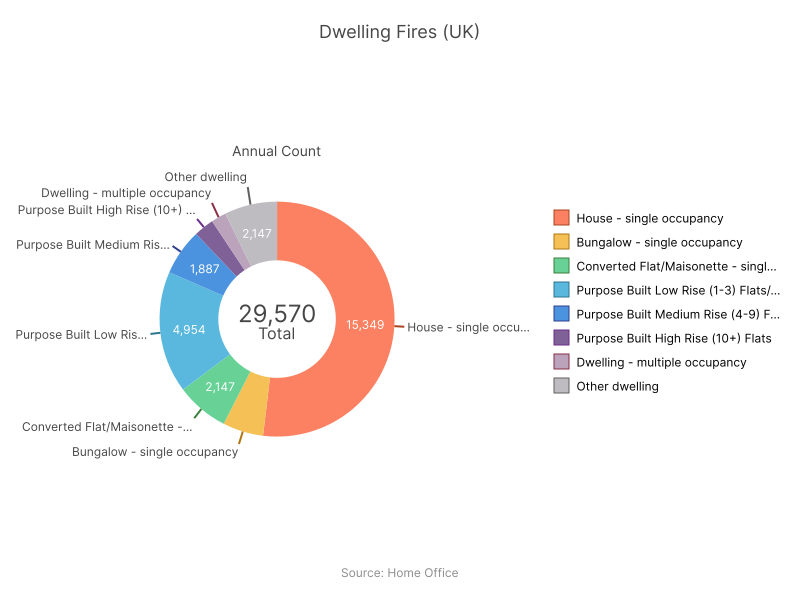 Dwelling Fires (UK)
Annual Count
Other dwelling
Dwelling - multiple occupancy
Purpose Built High Rise (10+) ...
Purpose Built Medium Ris...
Purpose Built Low Ris...
Converted Flat/Maisonette -...
Bungalow - single occupancy
House - single occu...
2,147
1,887
4,954
2,147
15,349
29,570
Total
House - single occupancy
Bungalow - single occupancy
Converted Flat/Maisonette - singl...
Purpose Built Low Rise (1-3) Flats/...
Purpose Built Medium Rise (4-9) F...
Purpose Built High Rise (10+) Flats
Dwelling - multiple occupancy
Other dwelling
Source: Home Office